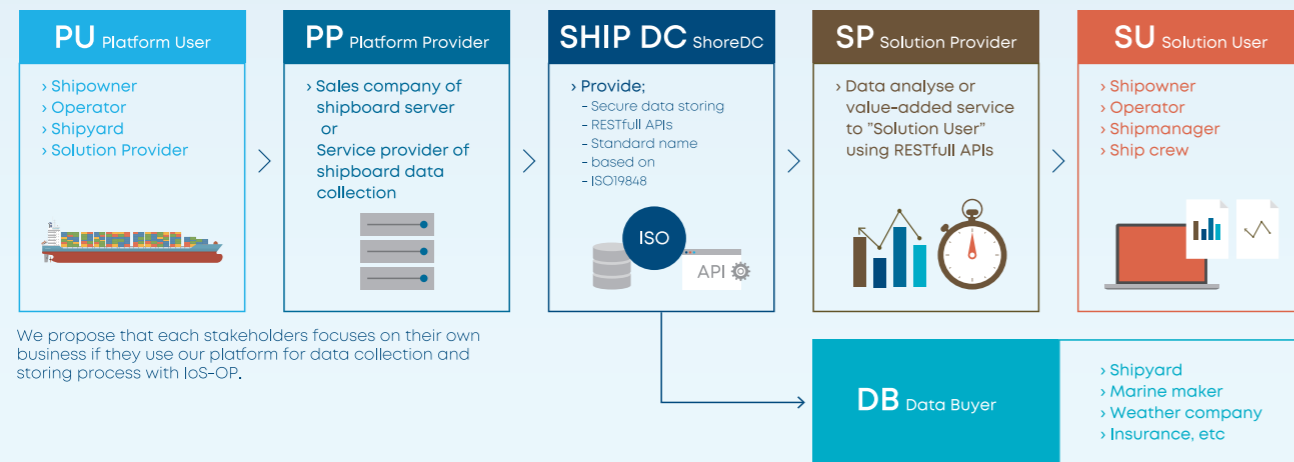 PU Platform User
› Shipowner
› Operator
› Shipyard
› Solution Provider
PP Platform Provider
› Sales company of
shipboard server
or
Service provider of
shipboard data
collection
SHIP DC ShoreDC
› Provide;
- Secure data storing
- RESTfull APIs
- Standard name
- based on
- ISO19848
ISO
API
SP Solution Provider
› Data analyse or
value-added service
to "Solution User"
using RESTfull APIs
SU Solution User
› Shipowner
› Operator
› Shipmanager
› Ship crew
We propose that each stakeholders focuses on their own
business if they use our platform for data collection and
storing process with IoS-OP.
DB Data Buyer
› Shipyard
› Marine maker
› Weather company
› Insurance, etc